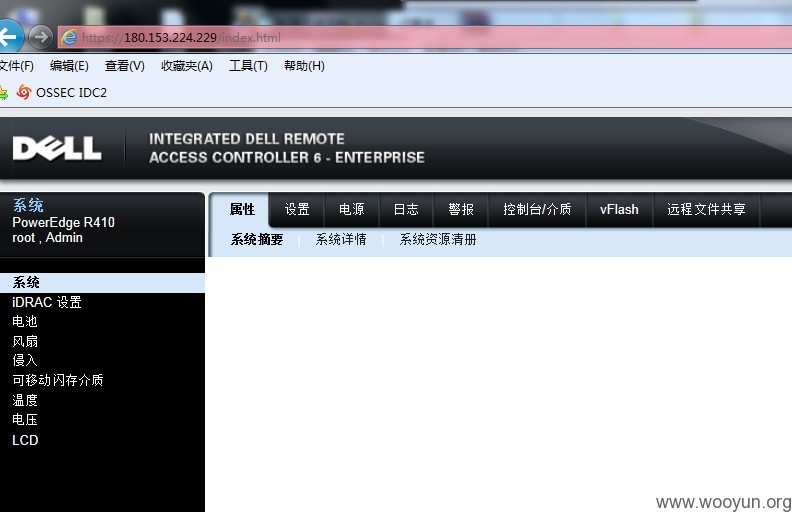 https://180.153.224.229/index.html
文件(F) 编辑(E) 查看(V) 收藏夹(A) 工具(T) 帮助(H)
OSSEC IDC2
DELL
INTEGRATED DELL REMOTE
ACCESS CONTROLLER 6 - ENTERPRISE
系统
PowerEdge R410
root , Admin
属性 设置 电源 日志 警报 控制台/介质 vFlash 远程文件共享
系统摘要 系统详情 系统资源清册
系统
iDRAC 设置
电池
风扇
侵入
可移动闪存介质
温度
电压
LCD
www.wooyun.org